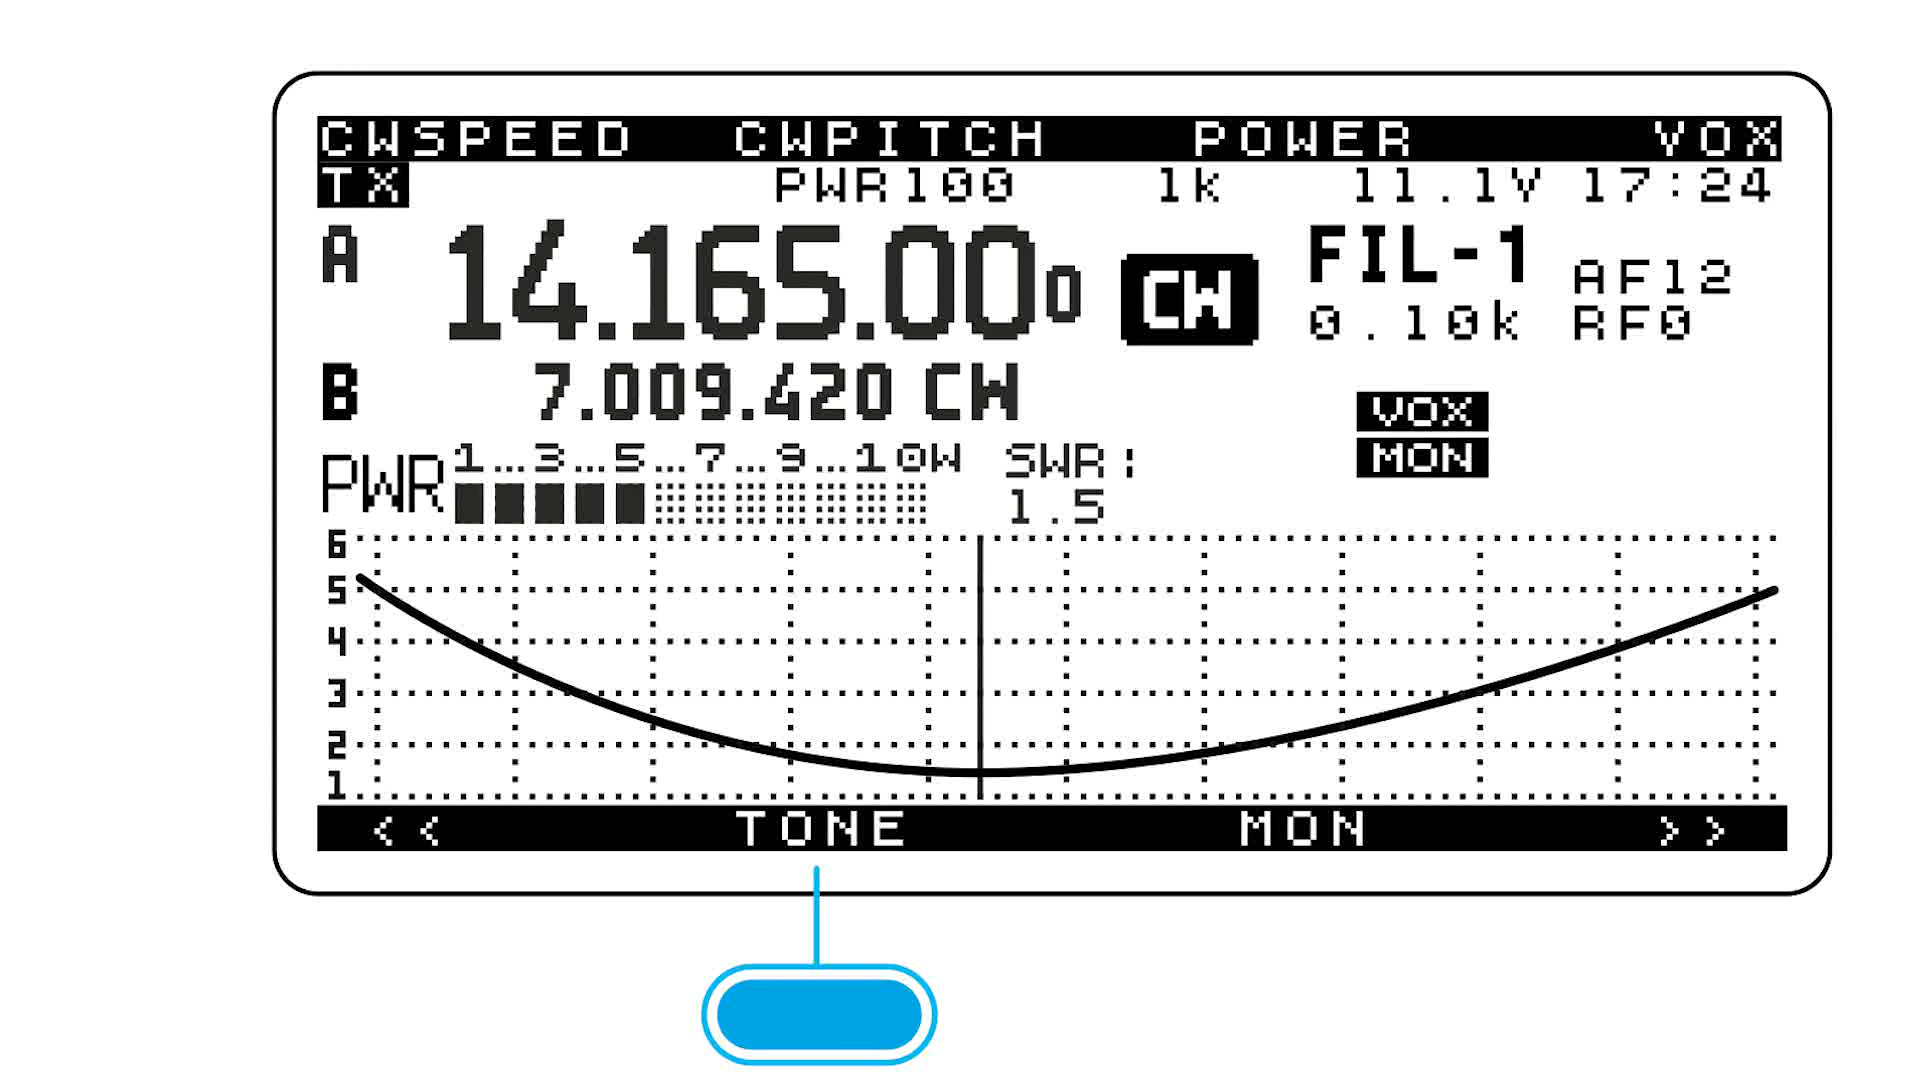 CWSPEED CWPITCH POWER VOX
TX PWR100 1k 11.1V 17:24
A 14.165.000 CW FIL-1 AF12
0.10k RF0
B 7.009.420 CW VOX
MON
PWR 1...3...5...7...9...10W SWR:
1.5
6
5
4
3
2
1
<< TONE MON >>